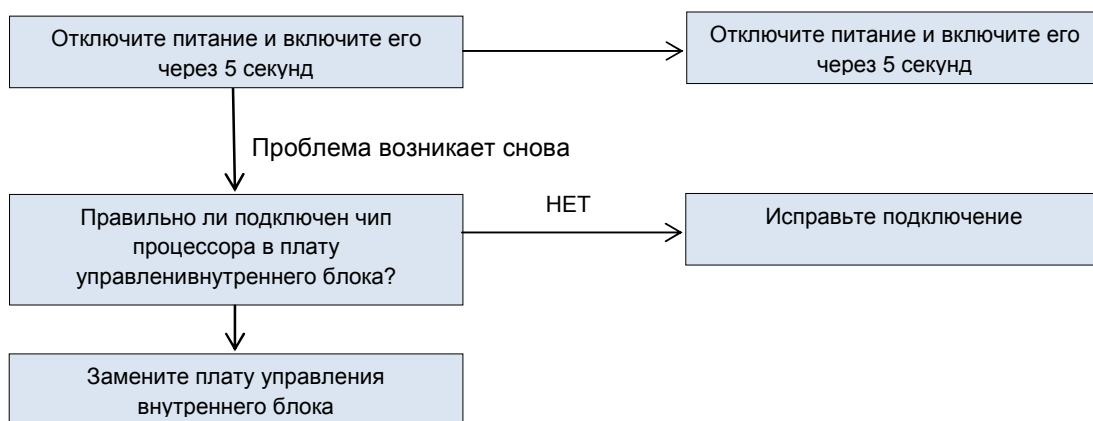 Отключите питание и включите его
через 5 секунд
Отключите питание и включите его
через 5 секунд
Проблема возникает снова
Правильно ли подключен чип
процессора в плату
управленивнутреннего блока?
НЕТ
Исправьте подключение
Замените плату управления
внутреннего блока